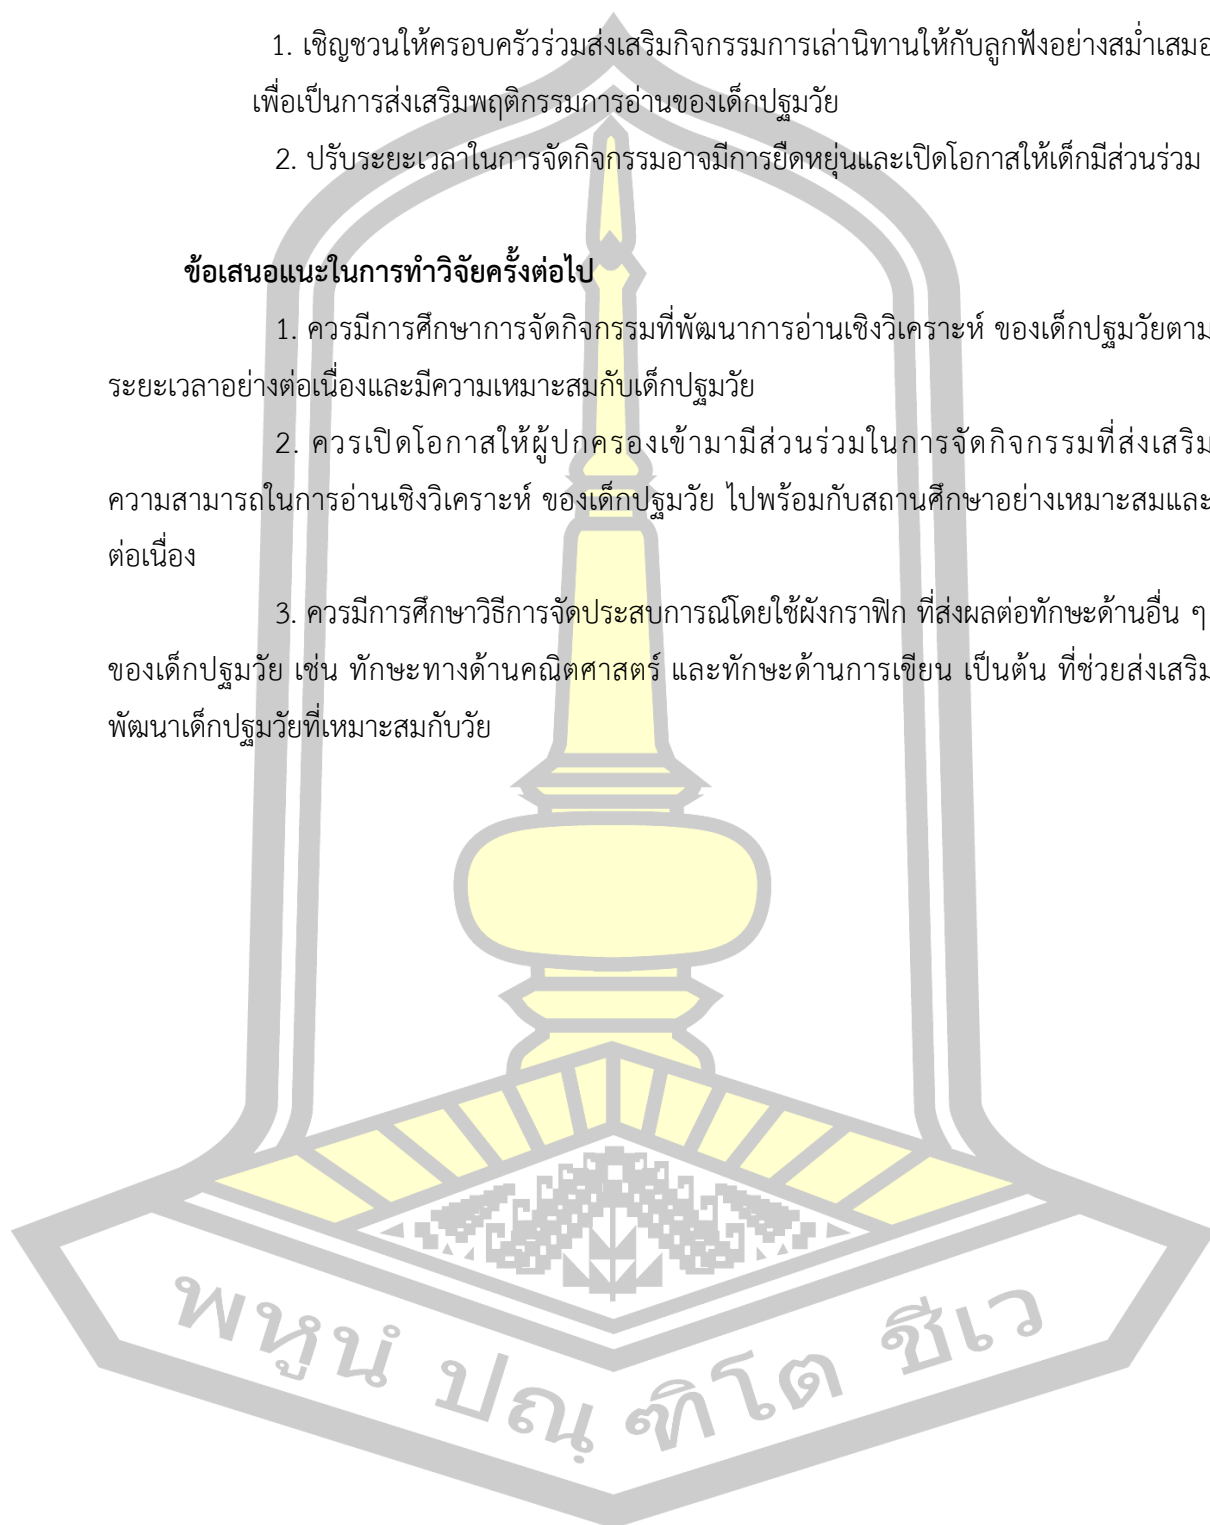 1. เชิญชวนให้ครอบครัวร่วมส่งเสริมกิจกรรมการเล่านิทานให้กับลูกฟังอย่างสม่ำเสมอ
เพื่อเป็นการส่งเสริมพฤติกรรมการอ่านของเด็กปฐมวัย
2. ปรับระยะเวลาในการจัดกิจกรรมอาจมีการยืดหยุ่นและเปิดโอกาสให้เด็กมีส่วนร่วม
ข้อเสนอแนะในการทำวิจัยครั้งต่อไป
1. ควรมีการศึกษาการจัดกิจกรรมที่พัฒนาการอ่านเชิงวิเคราะห์ ของเด็กปฐมวัยตาม
ระยะเวลาอย่างต่อเนื่องและมีความเหมาะสมกับเด็กปฐมวัย
2. ควรเปิดโอกาสให้ผู้ปกครองเข้ามามีส่วนร่วมในการจัดกิจกรรมที่ส่งเสริม
ความสามารถในการอ่านเชิงวิเคราะห์ ของเด็กปฐมวัย ไปพร้อมกับสถานศึกษาอย่างเหมาะสมและ
ต่อเนื่อง
3. ควรมีการศึกษาวิธีการจัดประสบการณ์โดยใช้ผังกราฟิก ที่ส่งผลต่อทักษะด้านอื่น ๆ
ของเด็กปฐมวัย เช่น ทักษะทางด้านคณิตศาสตร์ และทักษะด้านการเขียน เป็นต้น ที่ช่วยส่งเสริม
พัฒนาเด็กปฐมวัยที่เหมาะสมกับวัย
พหูนํ ปณฺ ฑิโต ชีเว